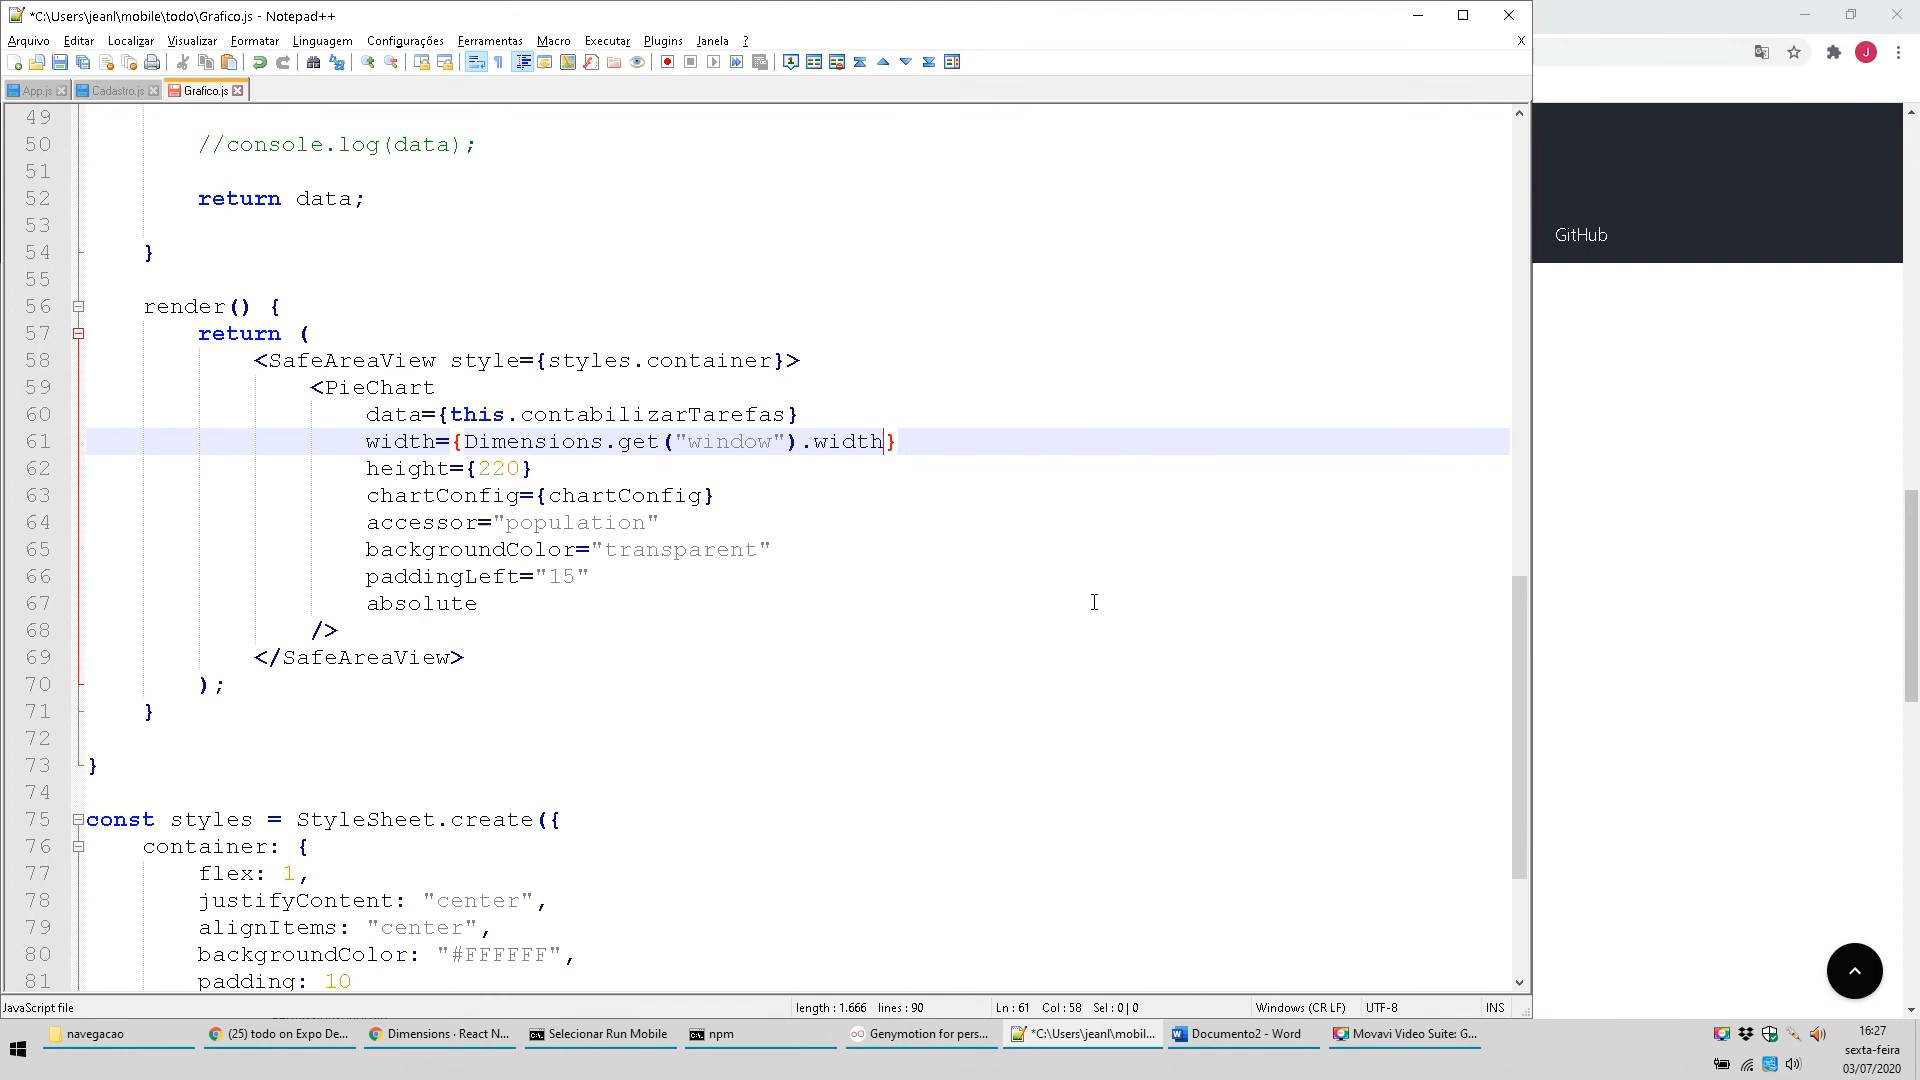 *C:\Users\jeanl\mobile\todo\Grafico.js - Notepad++
Arquivo Editar Localizar Visualizar Formatar Linguagem Configurações Ferramentas Macro Executar Plugins Janela ? X
App.js Cadastro.js Grafico.js
J
49
50 //console.log(data);
51
52 return data;
53
54 }
55
56 render() {
57 return (
58 <SafeAreaView style={styles.container}>
59 <PieChart
60 data={this.contabilizarTarefas}
61 width={Dimensions.get("window").width}
62 height={220}
63 chartConfig={chartConfig}
64 accessor="population"
65 backgroundColor="transparent"
66 paddingLeft="15"
67 absolute
68 />
69 </SafeAreaView>
70 );
71 }
72
73 }
74
75 const styles = StyleSheet.create({
76 container: {
77 flex: 1,
78 justifyContent: "center",
79 alignItems: "center",
80 backgroundColor: "#FFFFFF",
81 padding: 10
GitHub
JavaScript file length : 1.666 lines : 90 Ln : 61 Col : 58 Sel : 0 | 0 Windows (CR LF) UTF-8 INS
navegacao (25) todo on Expo De... Dimensions · React N... Selecionar Run Mobile npm Genymotion for pers... *C:\Users\jeanl\mobil... Documento2 - Word Movavi Video Suite: G...
16:27
sexta-feira
03/07/2020